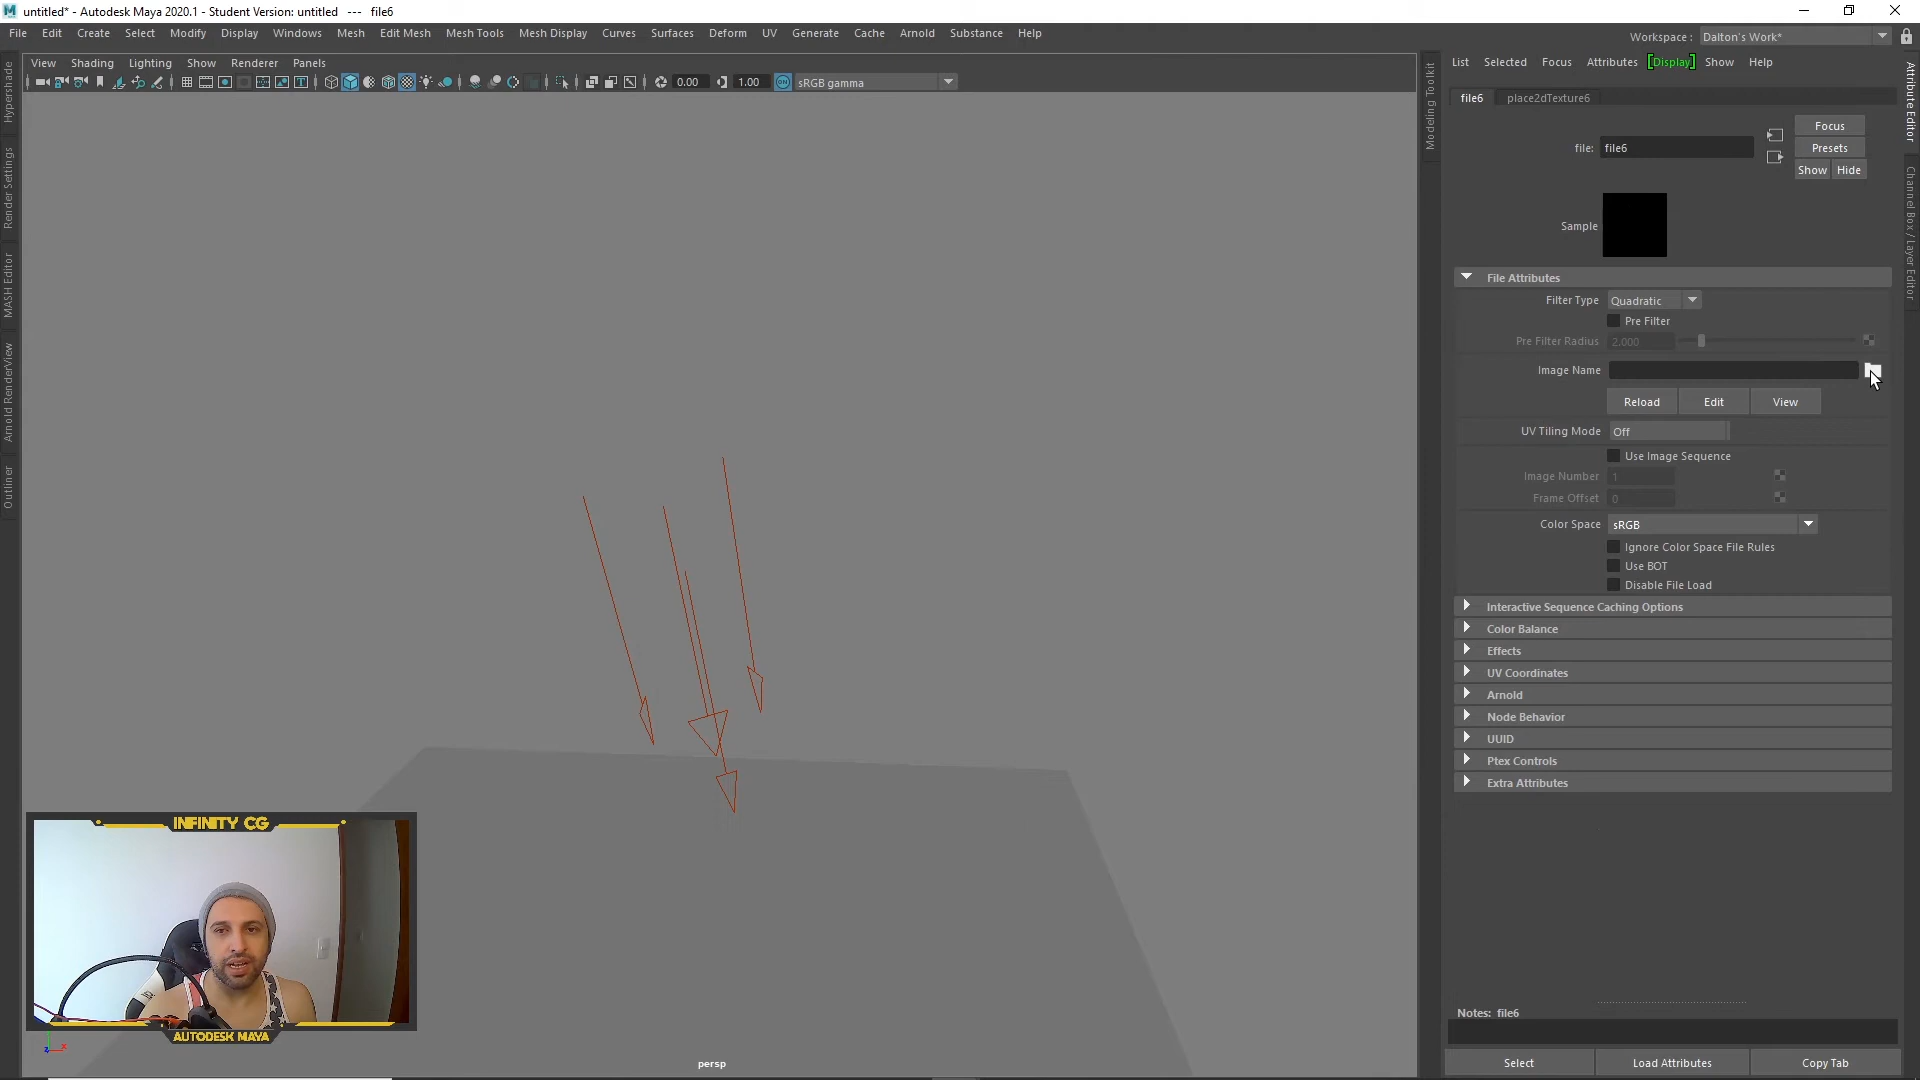 untitled* - Autodesk Maya 2020.1 - Student Version: untitled --- file6
File Edit Create Select Modify Display Windows Mesh Edit Mesh Mesh Tools Mesh Display Curves Surfaces Deform UV Generate Cache Arnold Substance Help
Workspace : Dalton's Work*
View Shading Lighting Show Renderer Panels
0.00 1.00 ON sRGB gamma
Hypershade
Render Settings
MASH Editor
Arnold RenderView
Outliner
Modeling Toolkit
List Selected Focus Attributes [Display] Show Help
file6 place2dTexture6
Focus
file: file6
Presets
Show Hide
Sample
File Attributes
Filter Type Quadratic
Pre Filter
Pre Filter Radius 2.000
Image Name
Reload Edit View
UV Tiling Mode Off
Use Image Sequence
Image Number 1
Frame Offset 0
Color Space sRGB
Ignore Color Space File Rules
Use BOT
Disable File Load
Interactive Sequence Caching Options
Color Balance
Effects
UV Coordinates
Arnold
Node Behavior
UUID
Ptex Controls
Extra Attributes
Notes: file6
Select Load Attributes Copy Tab
Attribute Editor
Channel Box / Layer Editor
INFINITY CG
AUTODESK MAYA
z x
persp